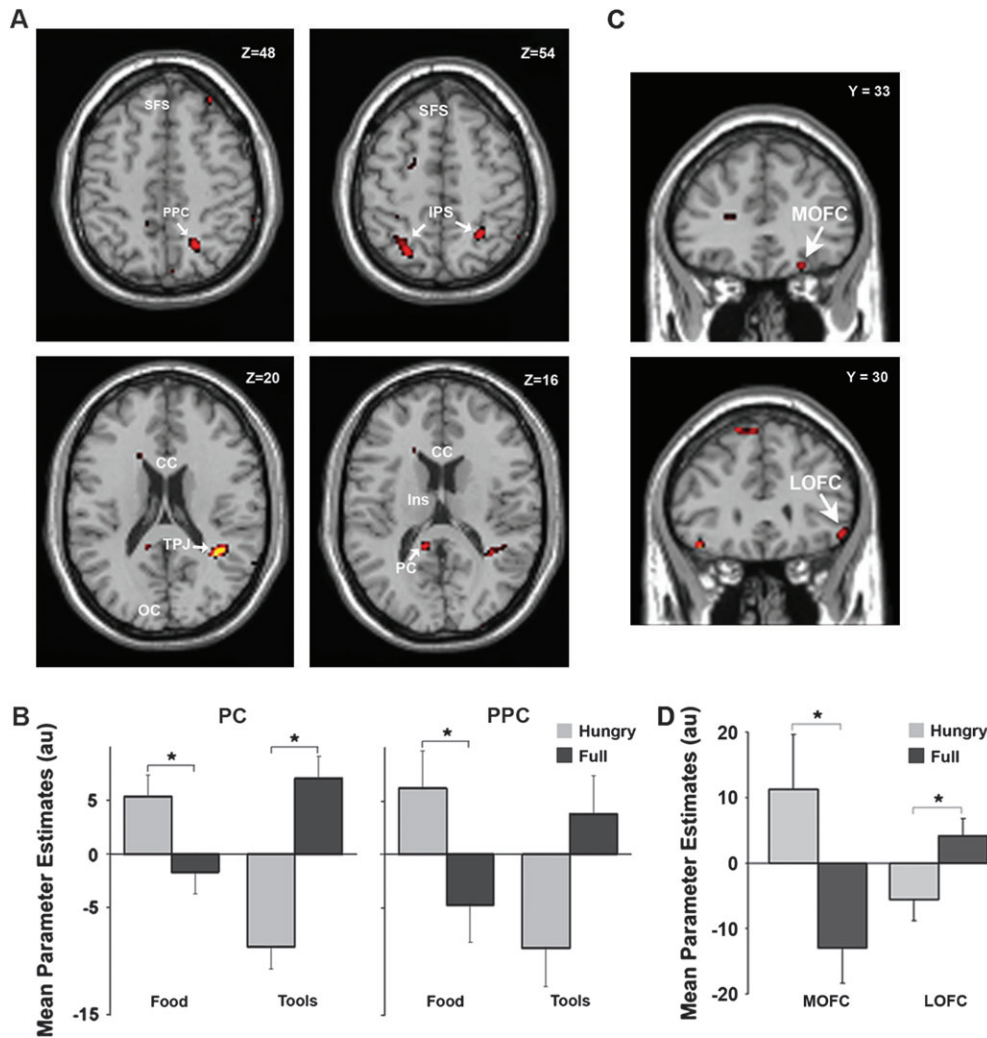 A
Z=48
SFS
PPC
Z=54
SFS
IPS
Z=20
CC
TPJ
OC
Z=16
CC
Ins
PC
C
Y = 33
MOFC
Y = 30
LOFC
B
PC
PPC
Hungry
Full
Mean Parameter Estimates (au)
5
0
-5
-15
*
*
*
Food
Tools
Food
Tools
D
Hungry
Full
Mean Parameter Estimates (au)
20
10
0
-10
-20
*
*
MOFC
LOFC